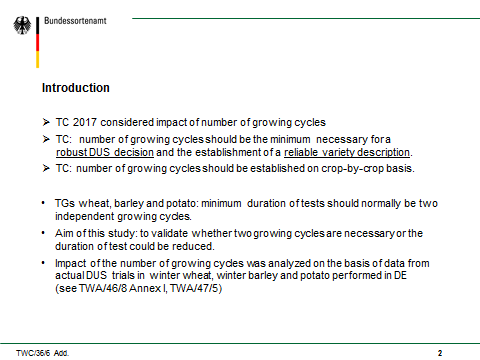 Bundessortenamt
Introduction
➢ TC 2017 considered impact of number of growing cycles
➢ TC: number of growing cycles should be the minimum necessary for a
robust DUS decision and the establishment of a reliable variety description.
➢ TC: number of growing cycles should be established on crop-by-crop basis.
• TGs wheat, barley and potato: minimum duration of tests should normally be two
independent growing cycles.
• Aim of this study: to validate whether two growing cycles are necessary or the
duration of test could be reduced.
• Impact of the number of growing cycles was analyzed on the basis of data from
actual DUS trials in winter wheat, winter barley and potato performed in DE
(see TWA/46/8 Annex I, TWA/47/5)
TWC/36/6 Add.
2